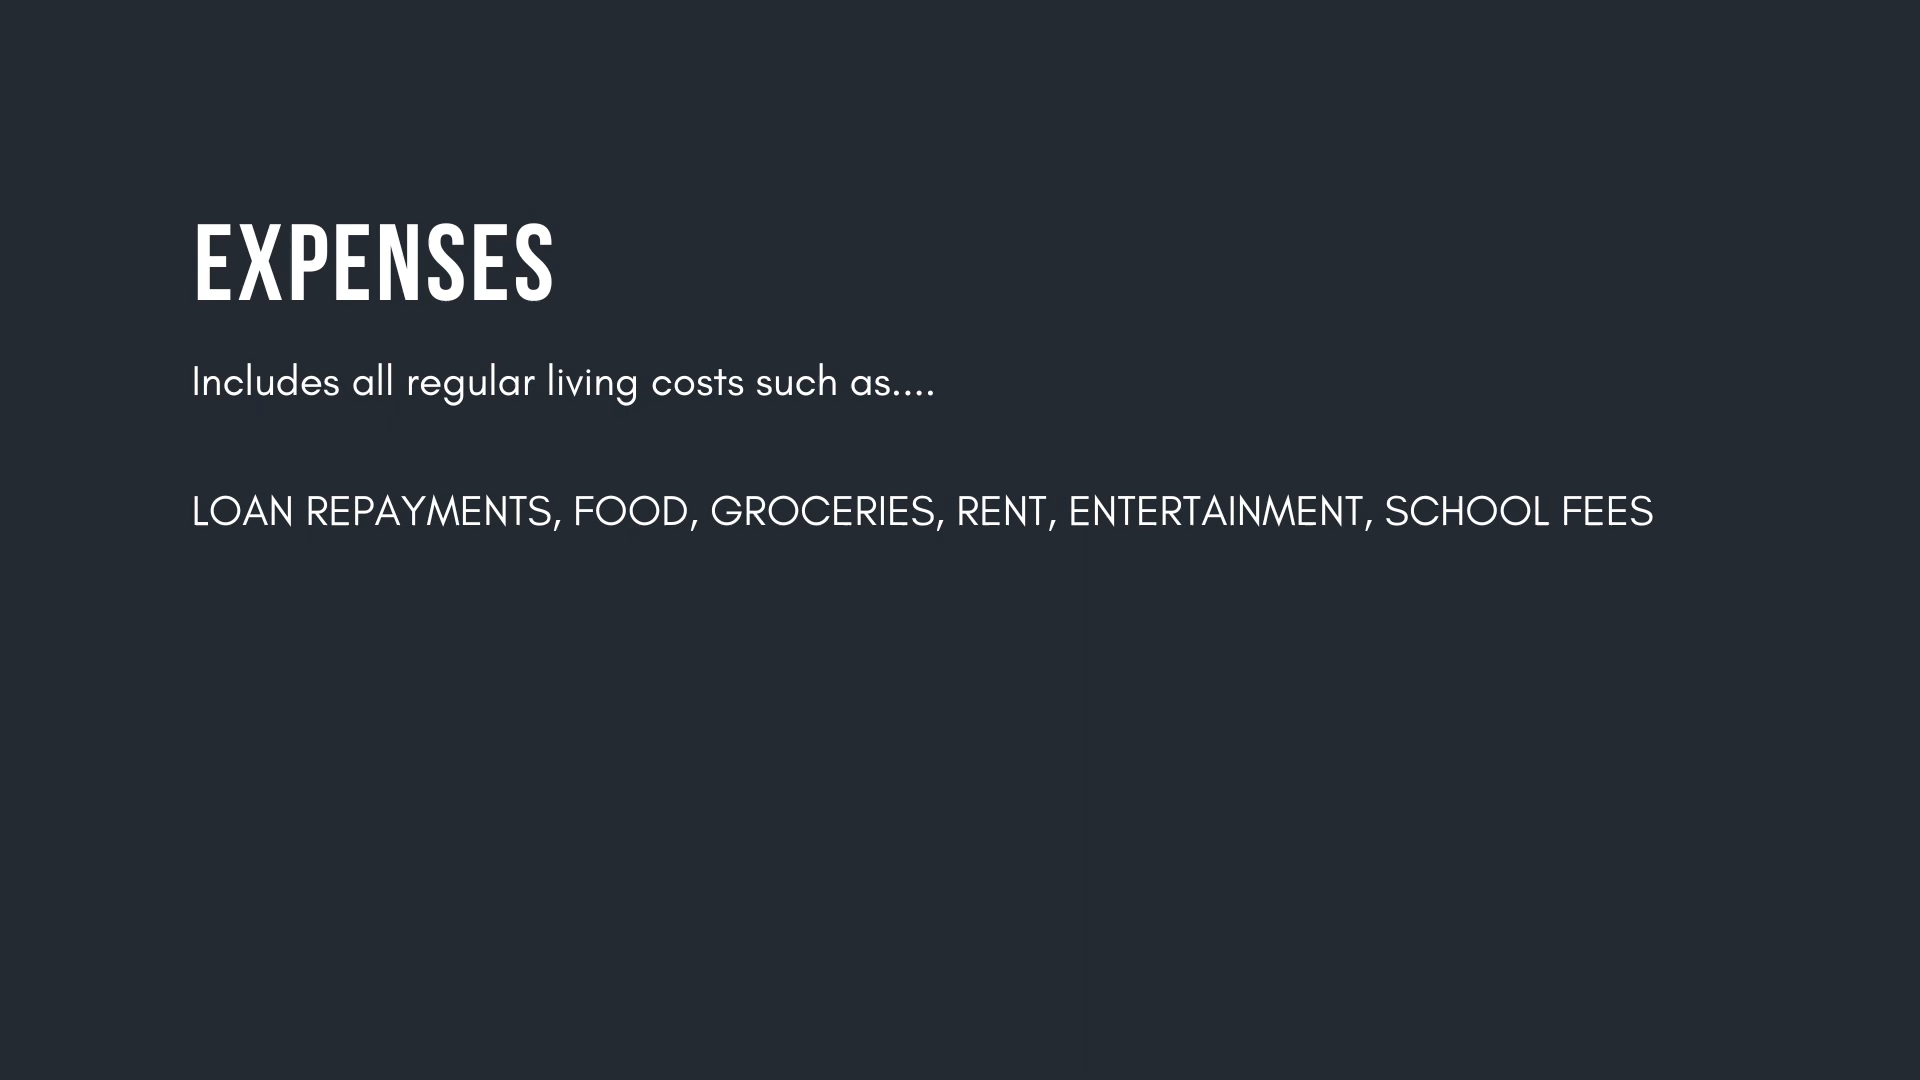 EXPENSES
Includes all regular living costs such as....
LOAN REPAYMENTS, FOOD, GROCERIES, RENT, ENTERTAINMENT, SCHOOL FEES